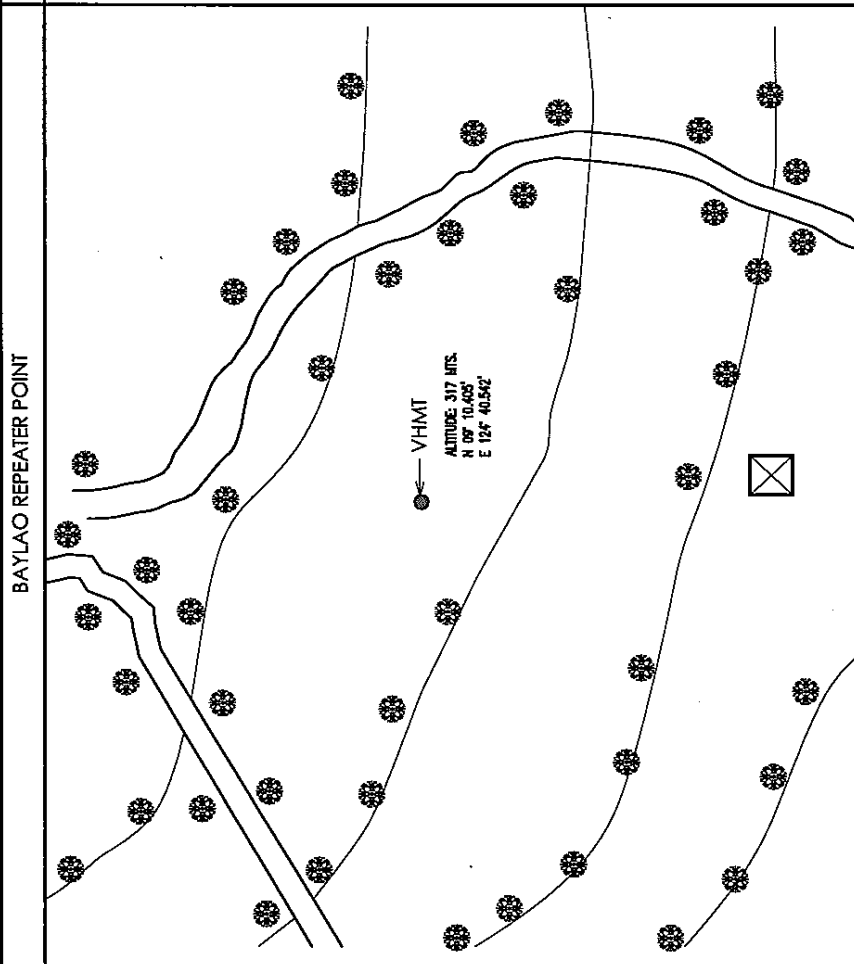 BAYLAO REPEATER POINT
VHMT
ALTITUDE: 317 MTS.
N 09° 10.405'
E 124° 40.542'